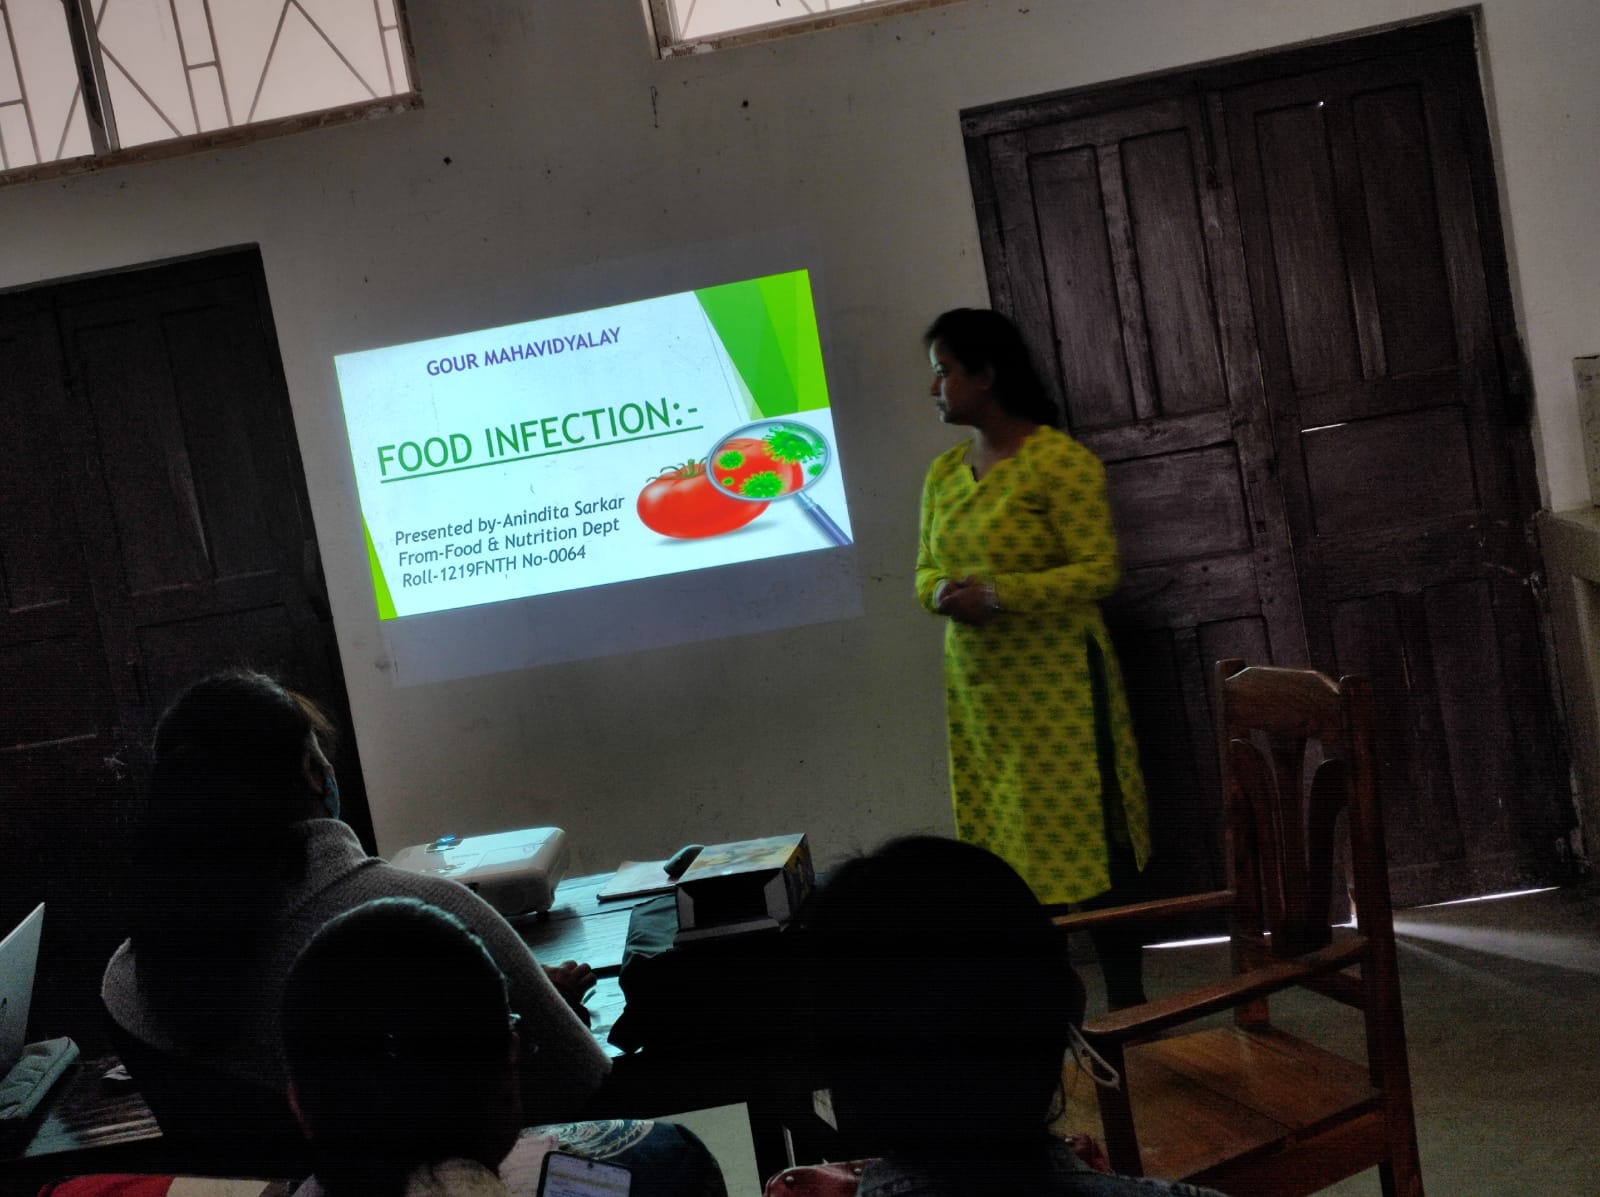 GOUR MAHAVIDYALAY
FOOD INFECTION:-
Presented by-Anindita Sarkar
From-Food & Nutrition Dept
Roll-1219FNTH No-0064